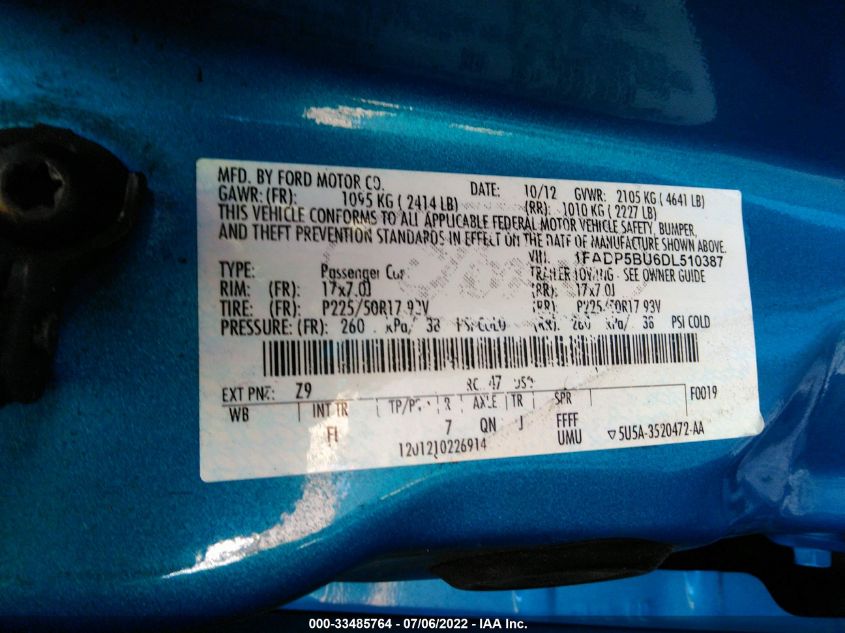 MFD. BY FORD MOTOR CO.
DATE: 10/12 GVWR: 2105 KG ( 4641 LB)
GAWR: (FR): 1095 KG ( 2414 LB) (RR): 1010 KG ( 2227 LB)
THIS VEHICLE CONFORMS TO ALL APPLICABLE FEDERAL MOTOR VEHICLE SAFETY, BUMPER,
AND THEFT PREVENTION STANDARDS IN EFFECT ON THE DATE OF MANUFACTURE SHOWN ABOVE.
VIN: 1FADP5BU6DL510387
TYPE: Passenger Car TRAILER TOWING - SEE OWNER GUIDE
RIM: (FR): 17x7.0J (RR): 17x7.0J
TIRE: (FR): P225/50R17 93V (RR): P225/50R17 93V
PRESSURE: (FR): 260 kPa/ 38 PSI COLD (RR): 260 kPa/ 38 PSI COLD
EXT PNT: Z9 RC: 47 F0019
WB INT TR TP/PS R AXLE TR SPR
FI 7 QN J FFFF
UMU ▽5U5A-3520472-AA
000-33485764 / 07/06/2022 - IAA Inc.